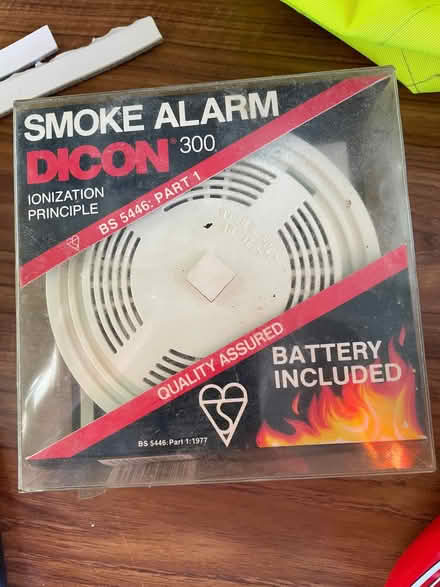 SMOKE ALARM
DICON® 300
IONIZATION
PRINCIPLE
BS 5446: PART 1
QUALITY ASSURED
BATTERY
INCLUDED
BS 5446: Part 1:1977